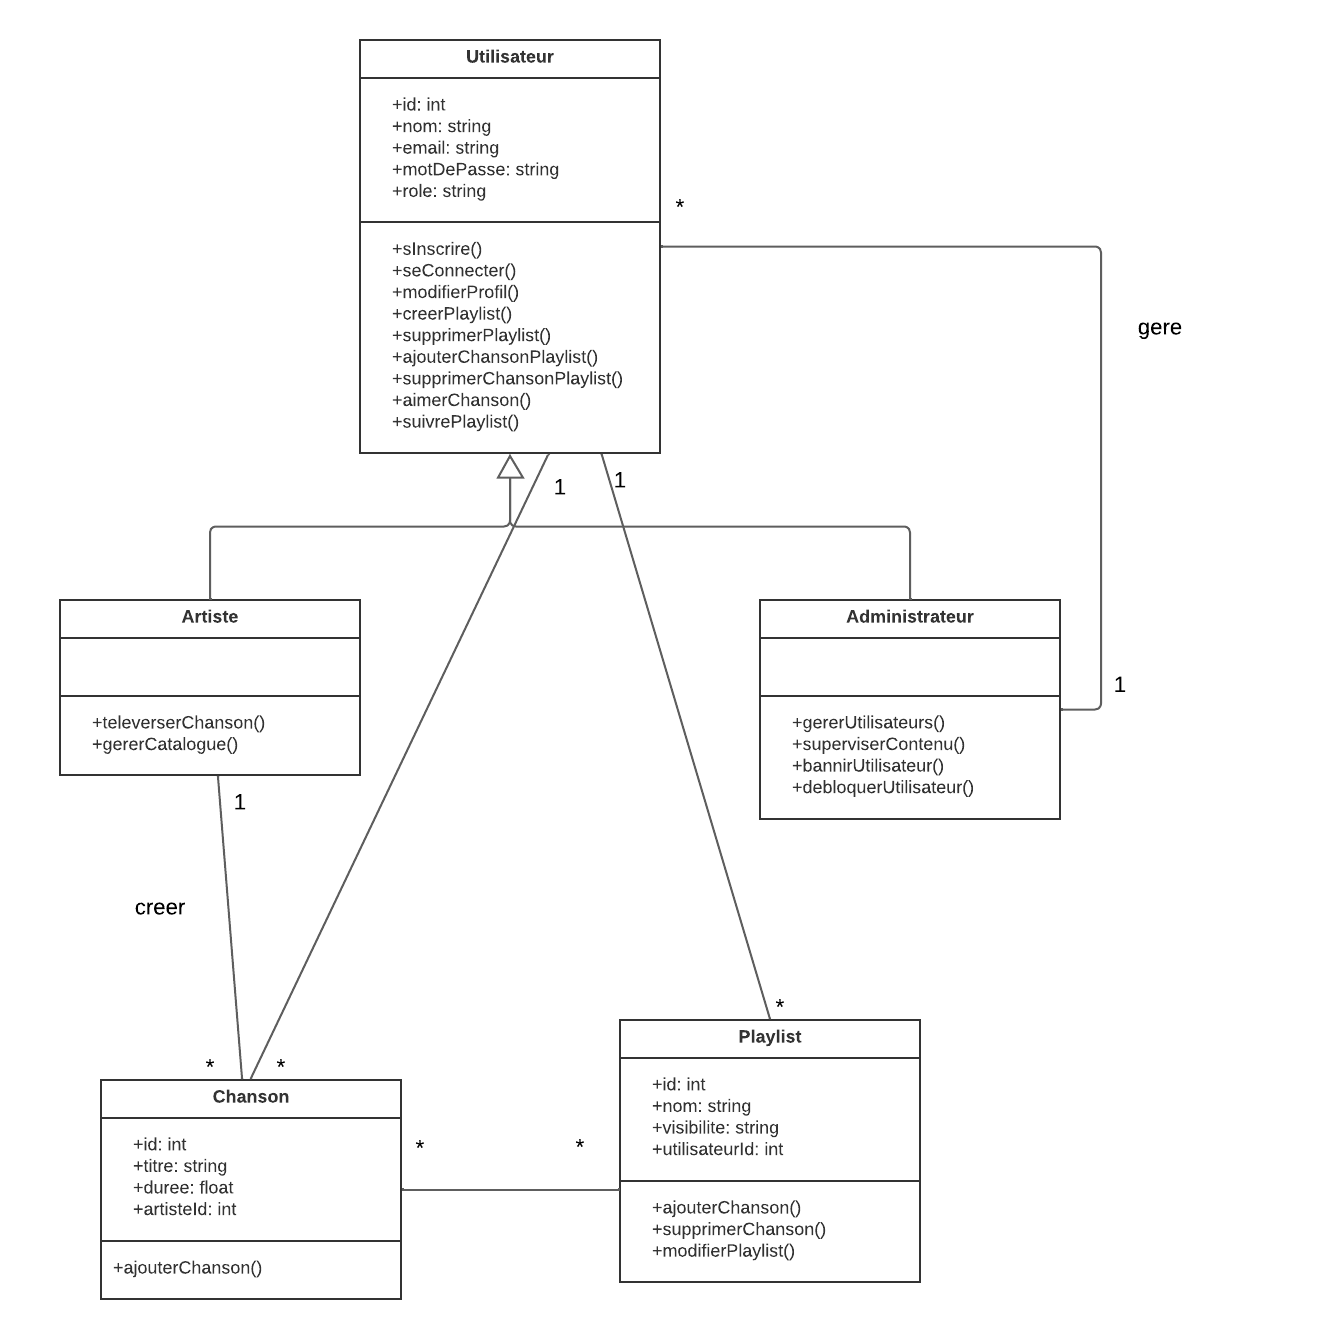 Utilisateur
+id: int
+nom: string
+email: string
+motDePasse: string
+role: string
*
+sInscrire()
+seConnecter()
+modifierProfil()
+creerPlaylist()
+supprimerPlaylist()
+ajouterChansonPlaylist()
+supprimerChansonPlaylist()
+aimerChanson()
+suivrePlaylist()
gere
1
1
Artiste
+televerserChanson()
+gererCatalogue()
Administrateur
+gererUtilisateurs()
+superviserContenu()
+bannirUtilisateur()
+debloquerUtilisateur()
1
1
creer
*
*
*
Chanson
+id: int
+titre: string
+duree: float
+artisteId: int
+ajouterChanson()
*
*
Playlist
+id: int
+nom: string
+visibilite: string
+utilisateurId: int
+ajouterChanson()
+supprimerChanson()
+modifierPlaylist()